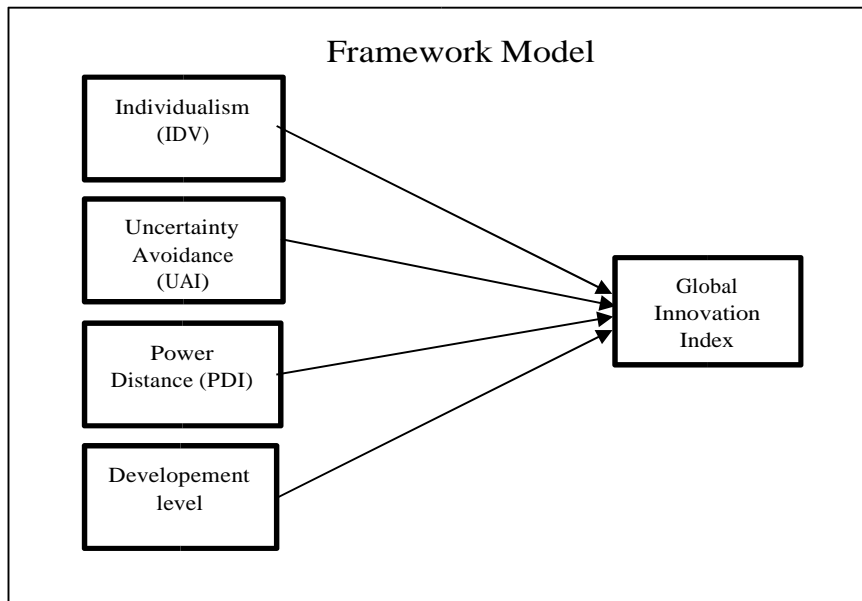 Framework Model
Individualism
(IDV)
Uncertainty
Avoidance
(UAI)
Power
Distance (PDI)
Developement
level
Global
Innovation
Index